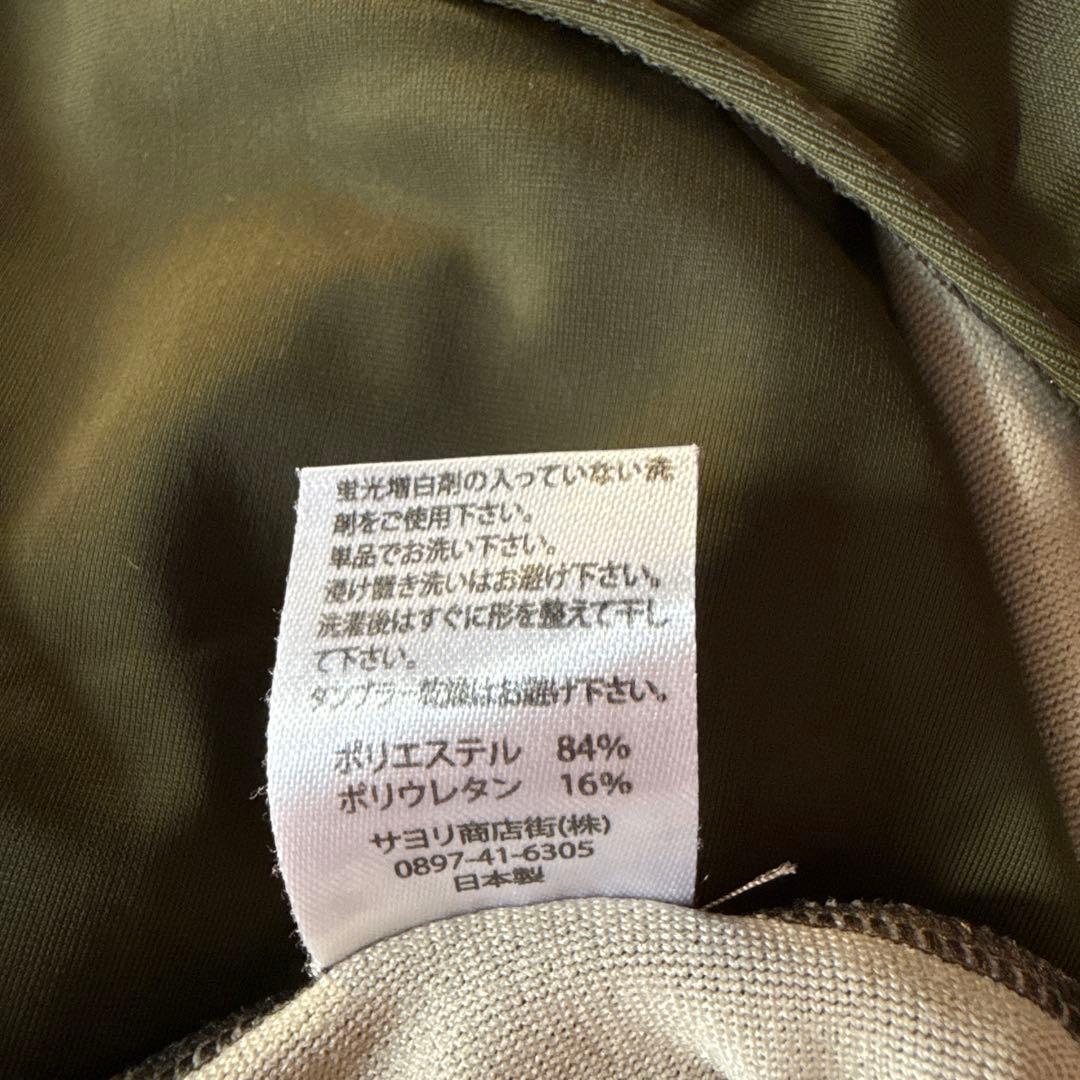 蛍光増白剤の入っていない洗
剤をご使用下さい。
単品でお洗い下さい。
漬け置き洗いはお避け下さい。
洗濯後はすぐに形を整えて干し
て下さい。
タンブラー乾燥はお避け下さい。
ポリエステル 84%
ポリウレタン 16%
サヨリ商店街(株)
0897-41-6305
日本製